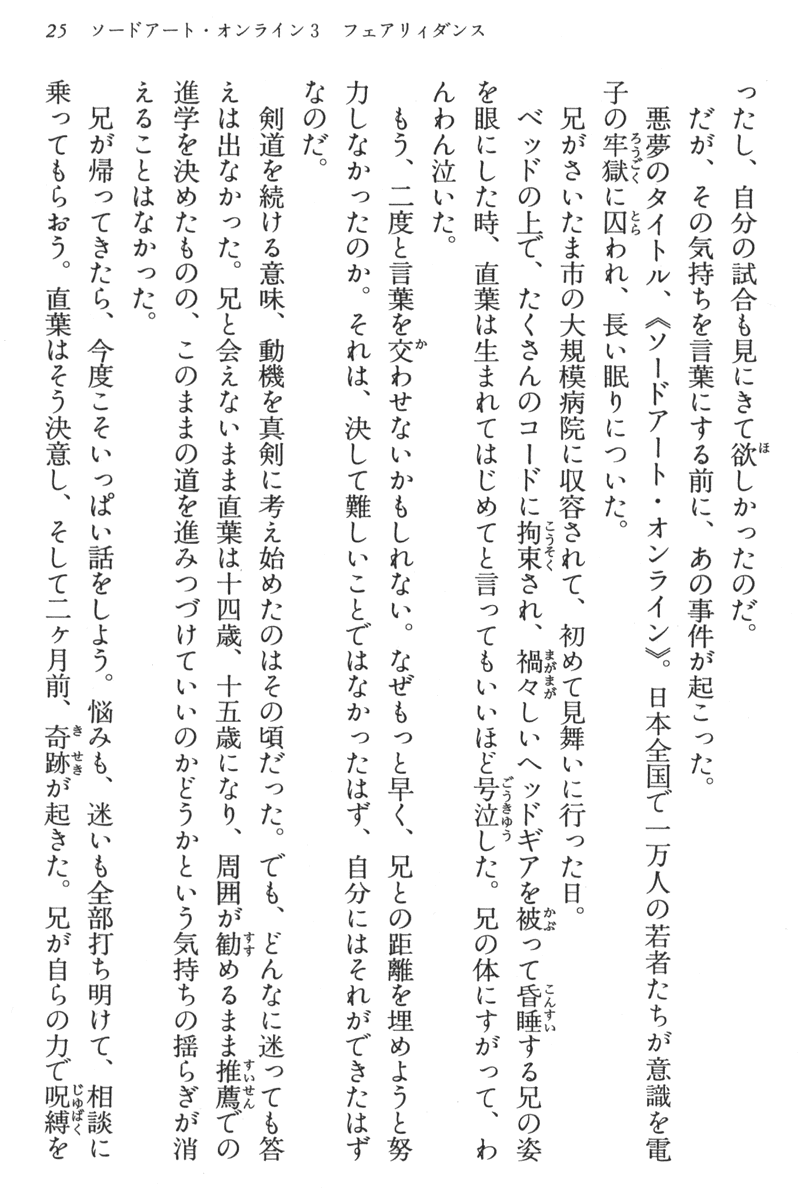 25 ソードアート・オンライン3 フェアリィダンス
ったし、自分の試合も見にきて欲しかったのだ。
だが、その気持ちを言葉にする前に、あの事件が起こった。
悪夢のタイトル、《ソードアート・オンライン》。日本全国で一万人の若者たちが意識を電
子の牢獄に囚われ、長い眠りについた。
兄がさいたま市の大規模病院に収容されて、初めて見舞いに行った日。
ベッドの上で、たくさんのコードに拘束され、禍々しいヘッドギアを被って昏睡する兄の姿
を眼にした時、直葉は生まれてはじめてと言ってもいいほど号泣した。兄の体にすがって、わ
んわん泣いた。
もう、二度と言葉を交わせないかもしれない。なぜもっと早く、兄との距離を埋めようと努
力しなかったのか。それは、決して難しいことではなかったはず、自分にはそれができたはず
なのだ。
剣道を続ける意味、動機を真剣に考え始めたのはその頃だった。でも、どんなに迷っても答
えは出なかった。兄と会えないまま直葉は十四歳、十五歳になり、周囲が勧めるまま推薦での
進学を決めたものの、このままの道を進みつづけていいのかどうかという気持ちの揺らぎが消
えることはなかった。
兄が帰ってきたら、今度こそいっぱい話をしよう。悩みも、迷いも全部打ち明けて、相談に
乗ってもらおう。直葉はそう決意し、そして二ヶ月前、奇跡が起きた。兄が自らの力で呪縛を